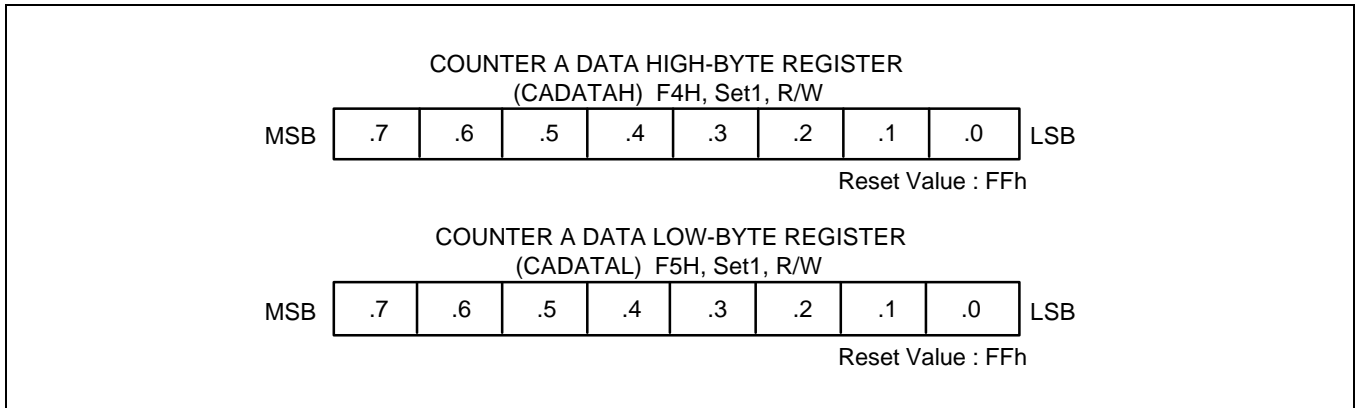 COUNTER A DATA HIGH-BYTE REGISTER
(CADATAH) F4H, Set1, R/W
MSB .7 .6 .5 .4 .3 .2 .1 .0 LSB
Reset Value : FFh
COUNTER A DATA LOW-BYTE REGISTER
(CADATAL) F5H, Set1, R/W
MSB .7 .6 .5 .4 .3 .2 .1 .0 LSB
Reset Value : FFh